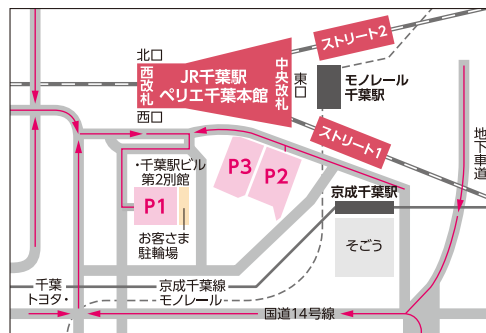 ストリート2
北口
西改札
JR千葉駅
ペリエ千葉本館
中央改札
東口
モノレール
千葉駅
西口
ストリート1
地下車道
・千葉駅ビル
第2別館
P3
P2
P1
京成千葉駅
お客さま
駐輪場
そごう
千葉
トヨタ・
京成千葉線
モノレール
国道14号線